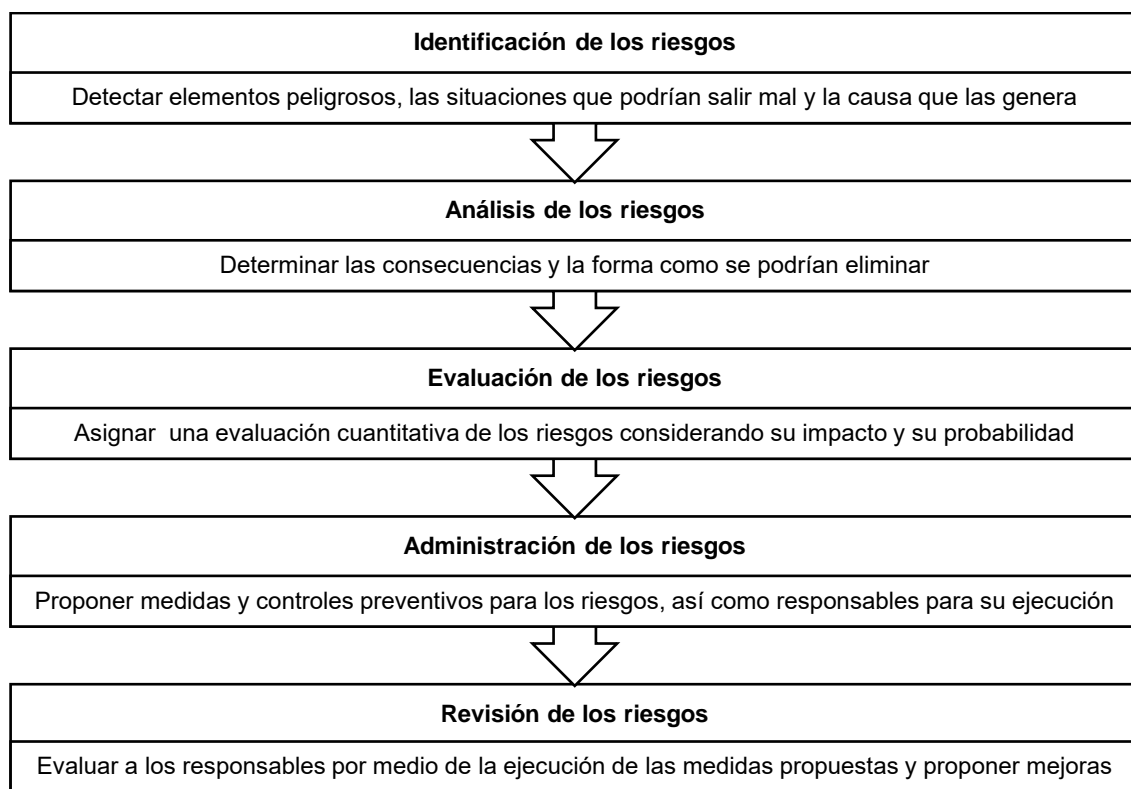 Identificación de los riesgos
Detectar elementos peligrosos, las situaciones que podrían salir mal y la causa que las genera
Análisis de los riesgos
Determinar las consecuencias y la forma como se podrían eliminar
Evaluación de los riesgos
Asignar una evaluación cuantitativa de los riesgos considerando su impacto y su probabilidad
Administración de los riesgos
Proponer medidas y controles preventivos para los riesgos, así como responsables para su ejecución
Revisión de los riesgos
Evaluar a los responsables por medio de la ejecución de las medidas propuestas y proponer mejoras